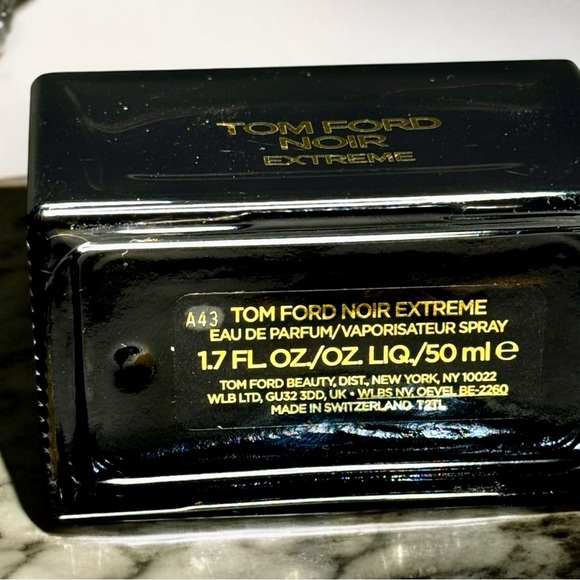 TOM FORD
NOIR
EXTREME
A43 TOM FORD NOIR EXTREME
EAU DE PARFUM/VAPORISATEUR SPRAY
1.7 FL. OZ./OZ. LIQ./50 ml e
TOM FORD BEAUTY, DIST., NEW YORK, NY 10022
WLB LTD, GU32 3DD, UK • WLBS NV. OEVEL BE-2260
MADE IN SWITZERLAND T2TL